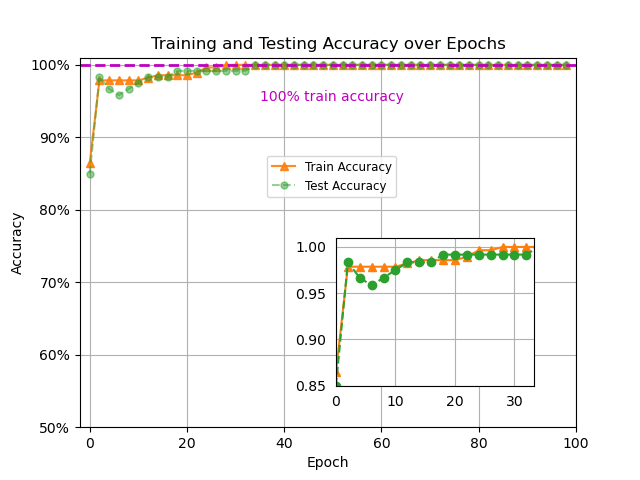 Training and Testing Accuracy over Epochs
100%
90%
80%
70%
60%
50%
Accuracy
100% train accuracy
Train Accuracy
Test Accuracy
1.00
0.95
0.90
0.85
0 10 20 30
0 20 40 60 80 100
Epoch